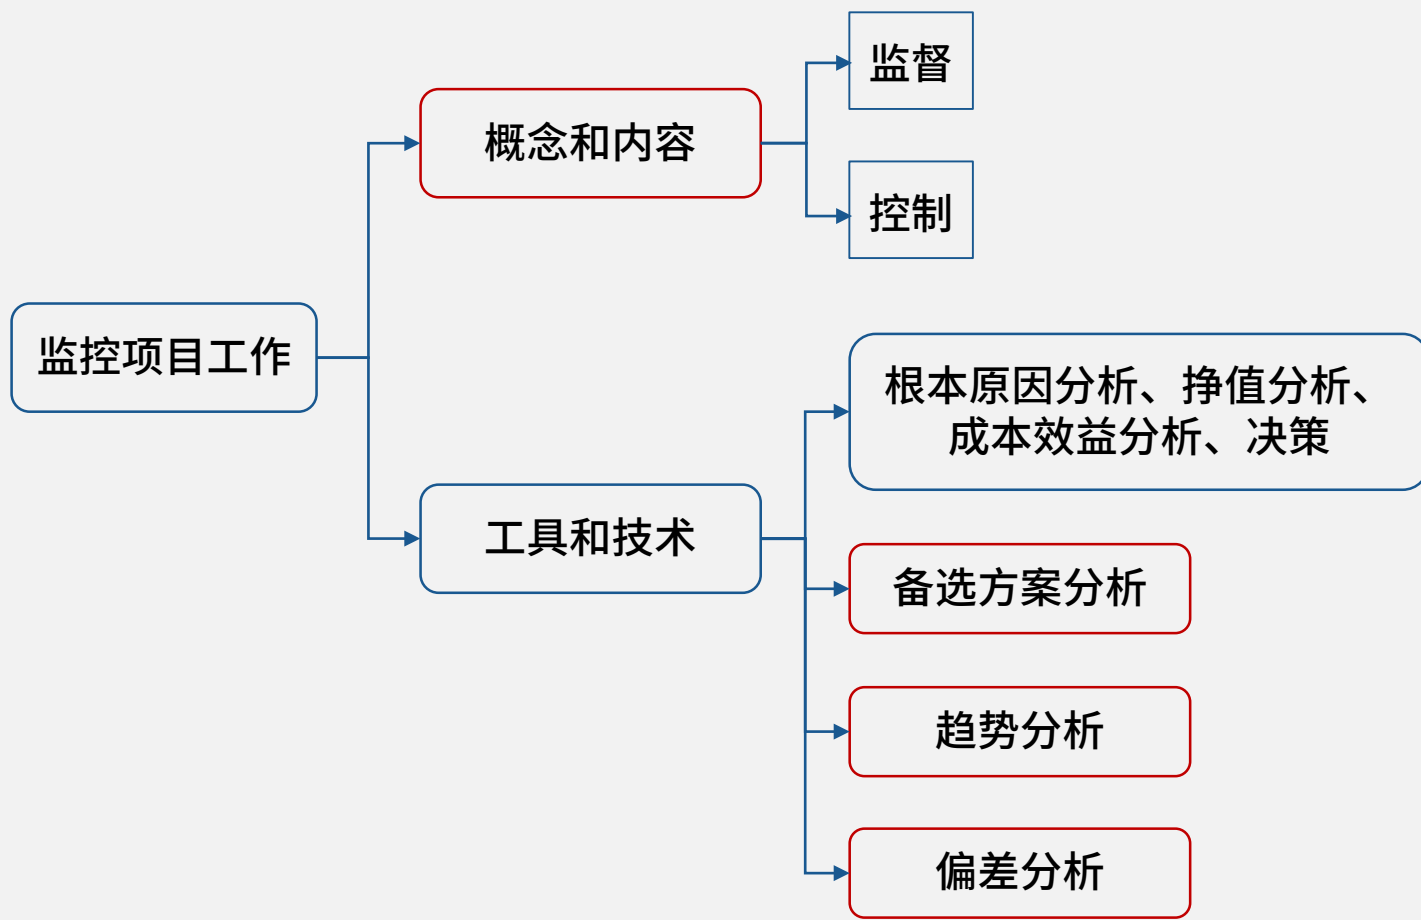 监督
概念和内容
控制
监控项目工作
根本原因分析、挣值分析、
成本效益分析、决策
工具和技术
备选方案分析
趋势分析
偏差分析